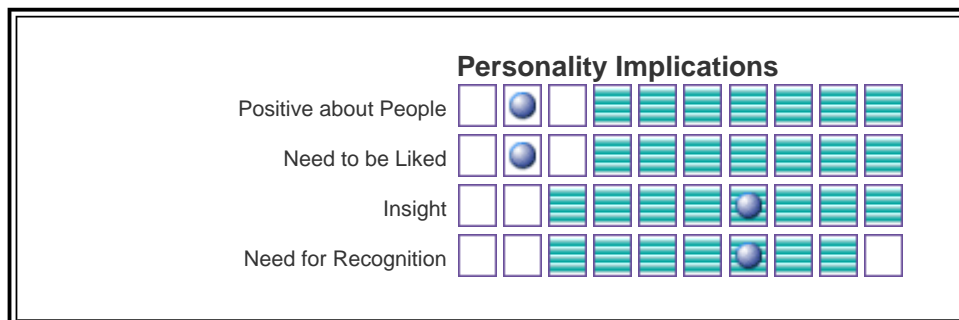 Personality Implications
Positive about People
Need to be Liked
Insight
Need for Recognition